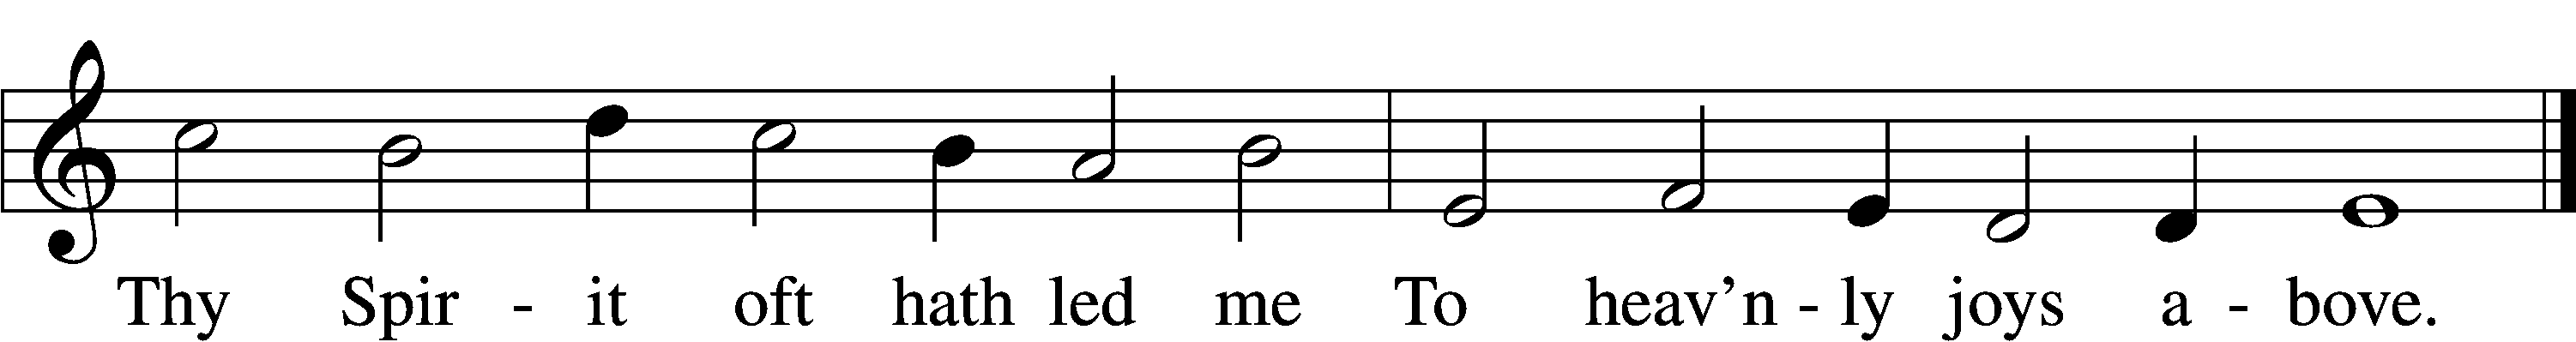 Thy Spir - it oft hath led me To heav’n - ly joys a - bove.